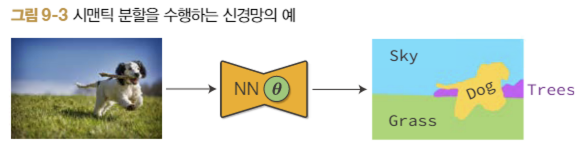 그림 9-3 시맨틱 분할을 수행하는 신경망의 예
NN θ
Sky
Dog
Trees
Grass